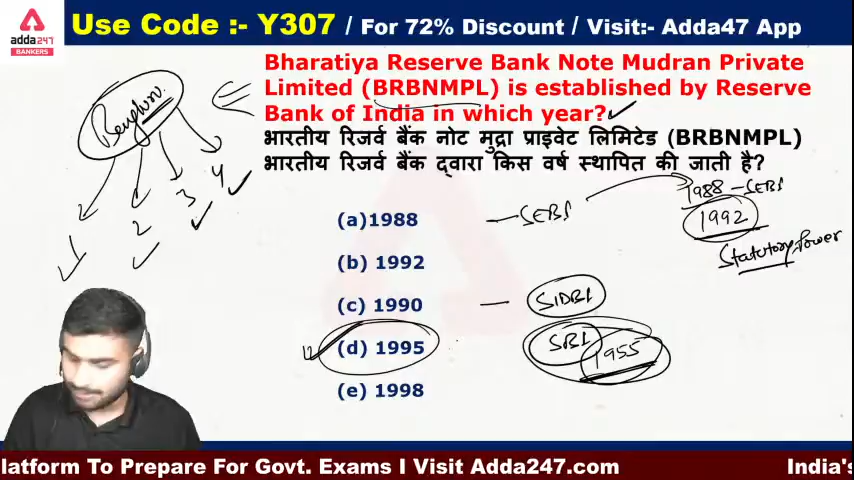 Use Code :- Y307 / For 72% Discount / Visit:- Adda47 App
adda247
BANKERS
Bharatiya Reserve Bank Note Mudran Private
Limited (BRBNMPL) is established by Reserve
Bank of India in which year?
भारतीय रिजर्व बैंक नोट मुद्रा प्राइवेट लिमिटेड (BRBNMPL)
भारतीय रिजर्व बैंक द्वारा किस वर्ष स्थापित की जाती है?
1 2 3 4
1988 - SEBI
1992
Statutory Power
(a)1988 - SEBI
(b) 1992
(c) 1990 - SIDBI
(d) 1995 SBI 1955
(e) 1998
latform To Prepare For Govt. Exams I Visit Adda247.com
India's